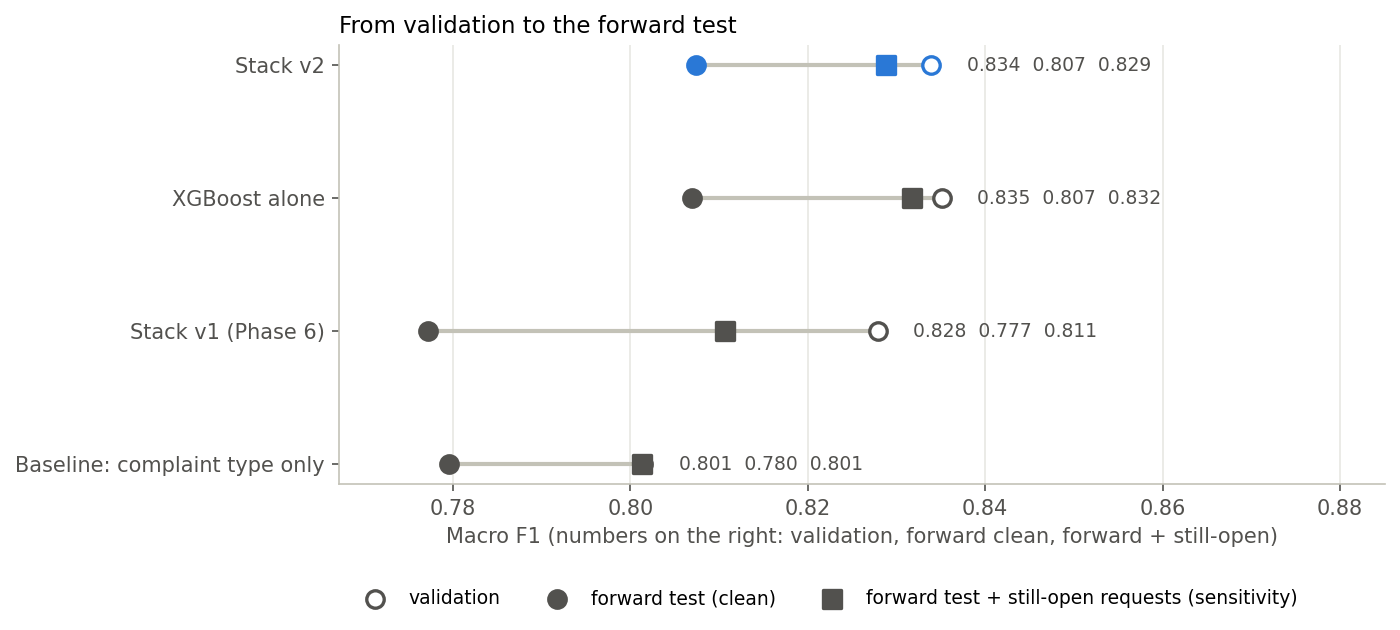 From validation to the forward test
Stack v2
0.834 0.807 0.829
XGBoost alone
0.835 0.807 0.832
Stack v1 (Phase 6)
0.828 0.777 0.811
Baseline: complaint type only
0.801 0.780 0.801
0.78 0.80 0.82 0.84 0.86 0.88
Macro F1 (numbers on the right: validation, forward clean, forward + still-open)
validation
forward test (clean)
forward test + still-open requests (sensitivity)